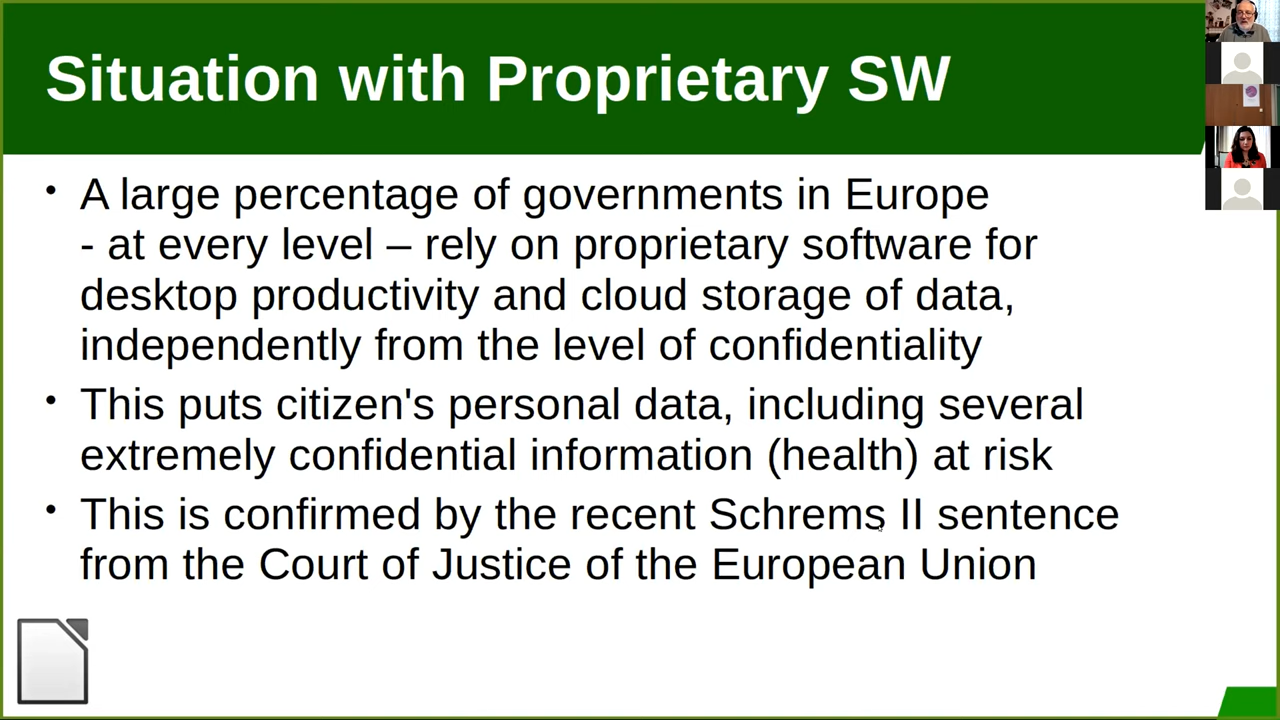 Situation with Proprietary SW
• A large percentage of governments in Europe
- at every level – rely on proprietary software for
desktop productivity and cloud storage of data,
independently from the level of confidentiality
• This puts citizen's personal data, including several
extremely confidential information (health) at risk
• This is confirmed by the recent Schrems II sentence
from the Court of Justice of the European Union